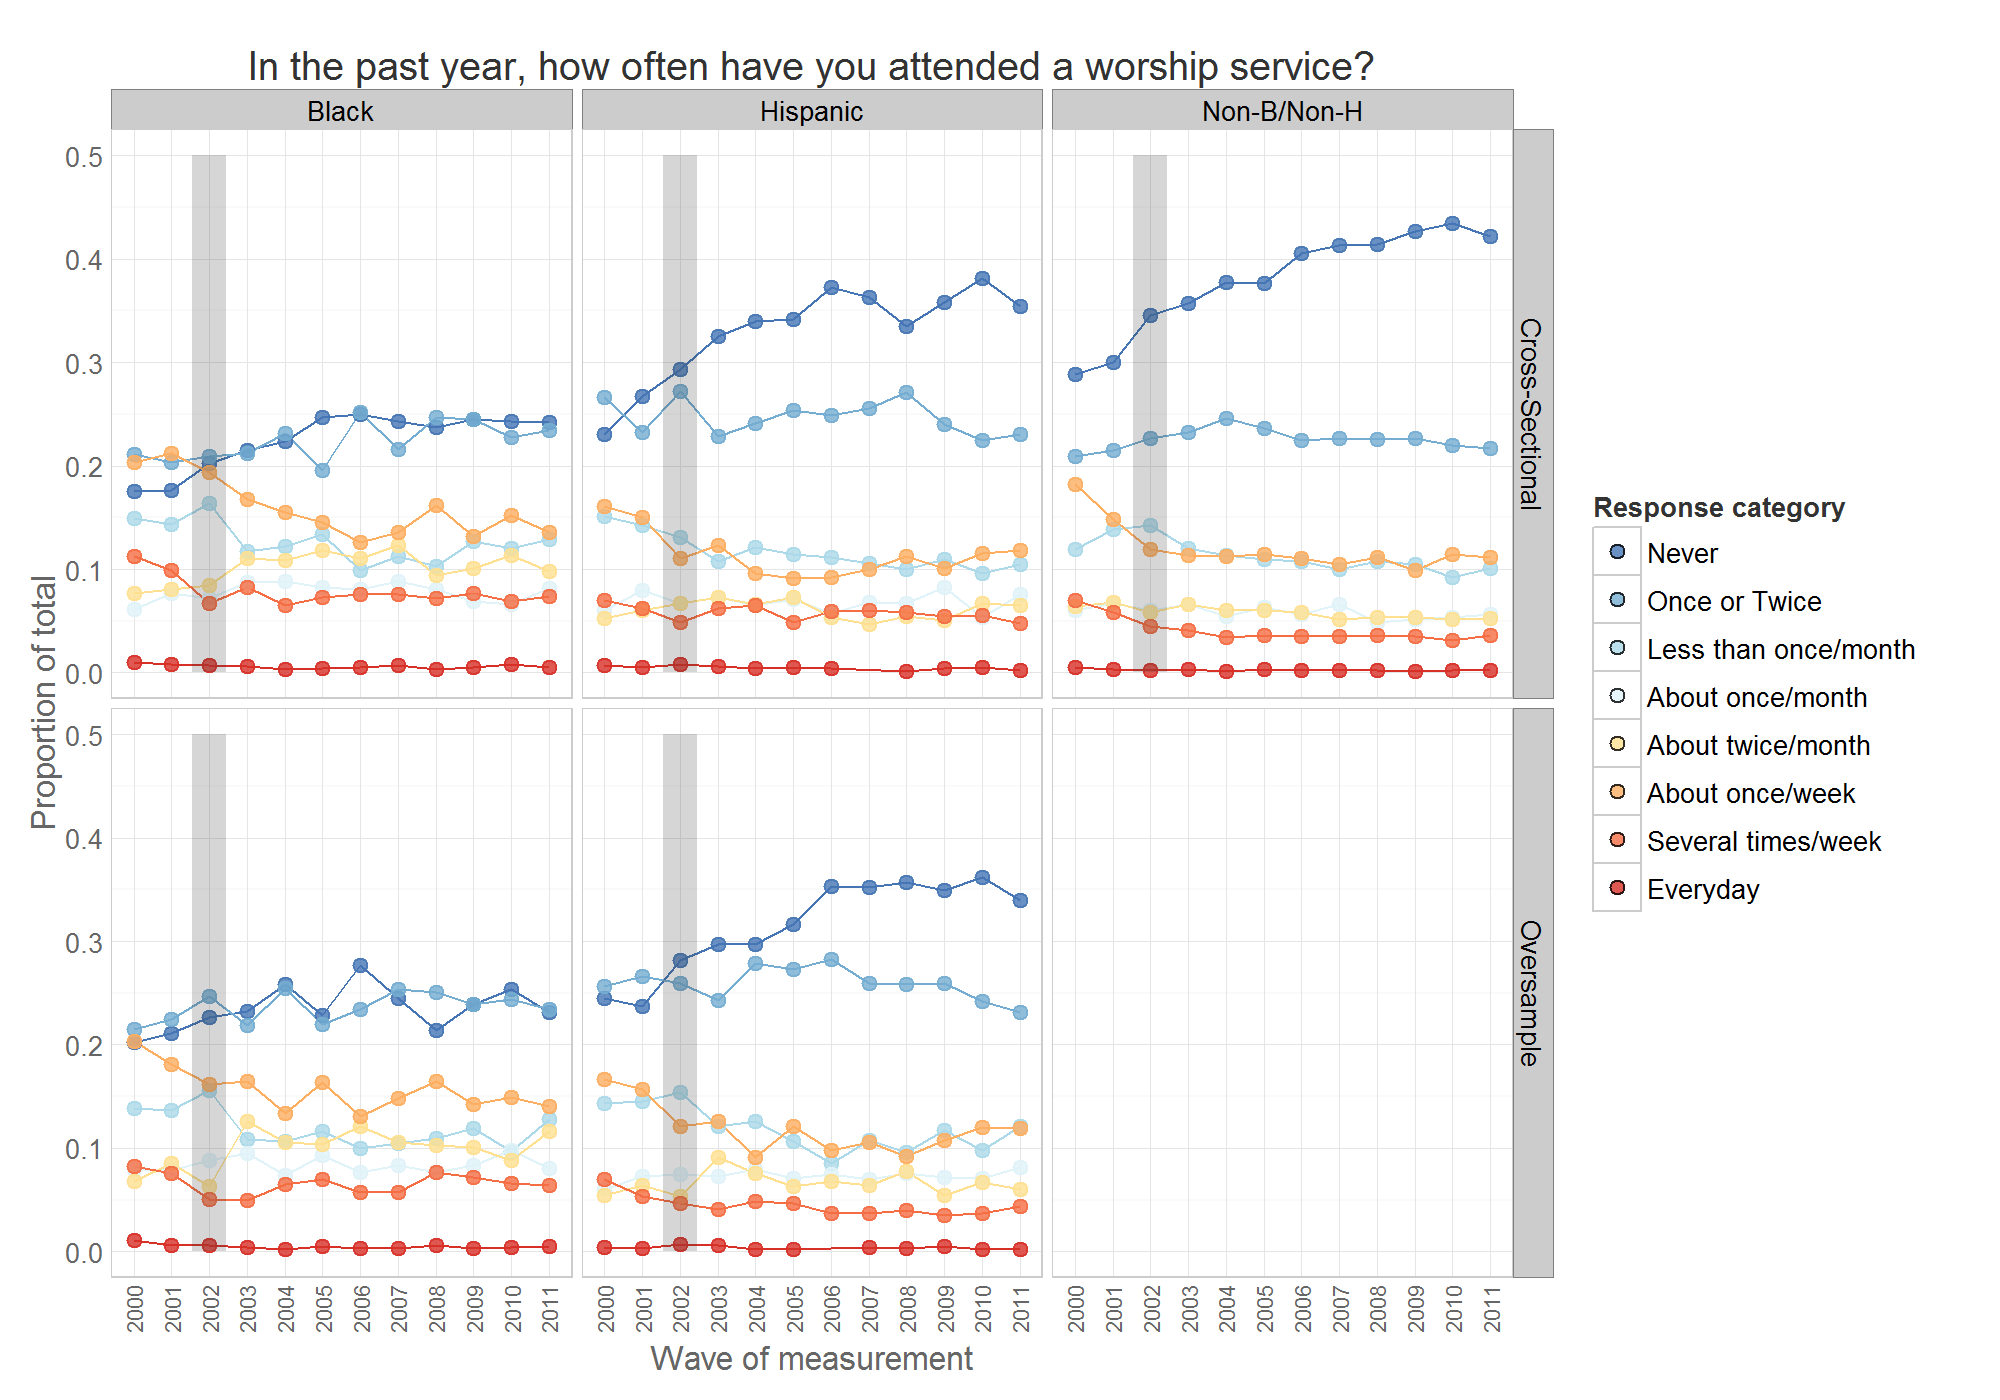 In the past year, how often have you attended a worship service?
Black
Hispanic
Non-B/Non-H
0.5
0.4
0.3
0.2
0.1
0.0
Cross-Sectional
0.5
0.4
0.3
0.2
0.1
0.0
Oversample
Proportion of total
2000 2001 2002 2003 2004 2005 2006 2007 2008 2009 2010 2011
2000 2001 2002 2003 2004 2005 2006 2007 2008 2009 2010 2011
2000 2001 2002 2003 2004 2005 2006 2007 2008 2009 2010 2011
Wave of measurement
Response category
Never
Once or Twice
Less than once/month
About once/month
About twice/month
About once/week
Several times/week
Everyday